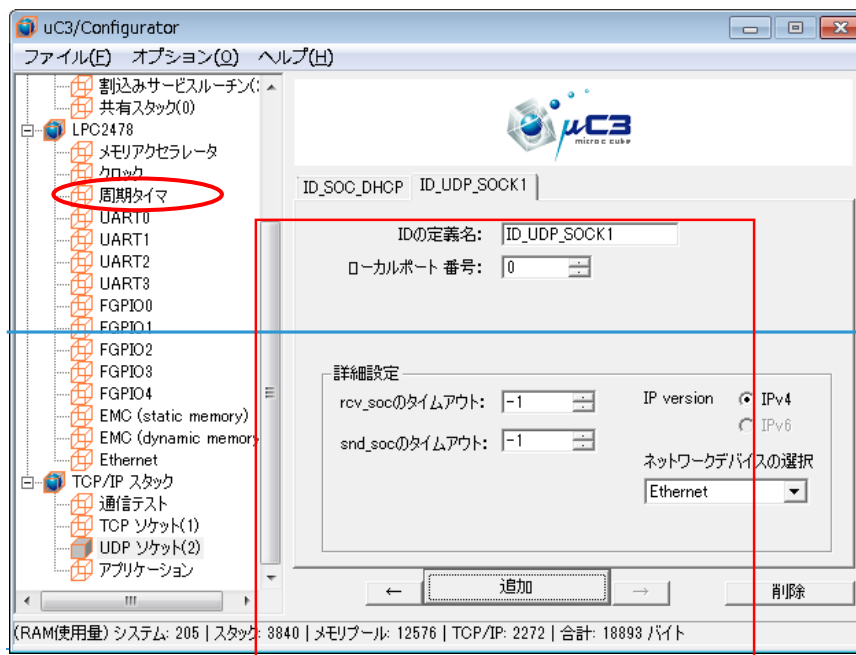 uC3/Configurator
ファイル(F) オプション(O) ヘルプ(H)
割込みサービスルーチン(
共有スタック(0)
LPC2478
メモリアクセラレータ
クロック
周期タイマ
UART0
UART1
UART2
UART3
FGPIO0
FGPIO1
FGPIO2
FGPIO3
FGPIO4
EMC (static memory)
EMC (dynamic memory
Ethernet
TCP/IP スタック
通信テスト
TCP ソケット(1)
UDP ソケット(2)
アプリケーション
μC3
micro c cube
ID_SOC_DHCP ID_UDP_SOCK1
IDの定義名: ID_UDP_SOCK1
ローカルポート 番号: 0
詳細設定
rcv_socのタイムアウト: -1
snd_socのタイムアウト: -1
IP version IPv4
IPv6
ネットワークデバイスの選択
Ethernet
← 追加 → 削除
(RAM使用量) システム: 205 | スタック: 3840 | メモリプール: 12576 | TCP/IP: 2272 | 合計: 18893 バイト